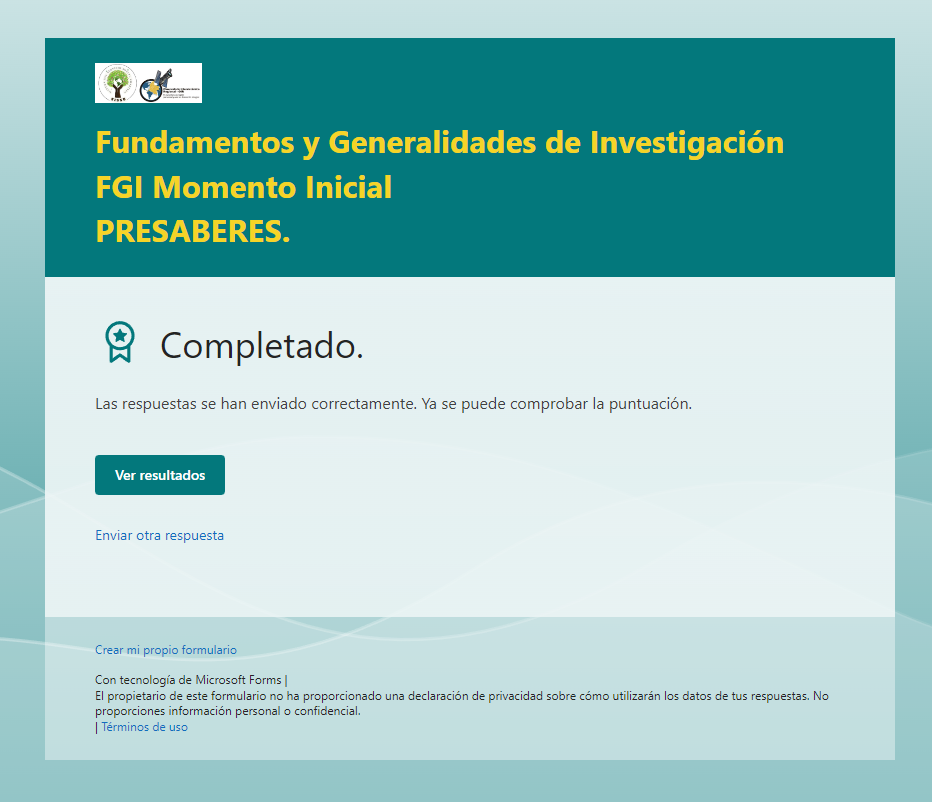 Fundamentos y Generalidades de Investigación
FGI Momento Inicial
PRESABERES.
Completado.
Las respuestas se han enviado correctamente. Ya se puede comprobar la puntuación.
Ver resultados
Enviar otra respuesta
Crear mi propio formulario
Con tecnología de Microsoft Forms |
El propietario de este formulario no ha proporcionado una declaración de privacidad sobre cómo utilizarán los datos de tus respuestas. No
proporciones información personal o confidencial.
| Términos de uso